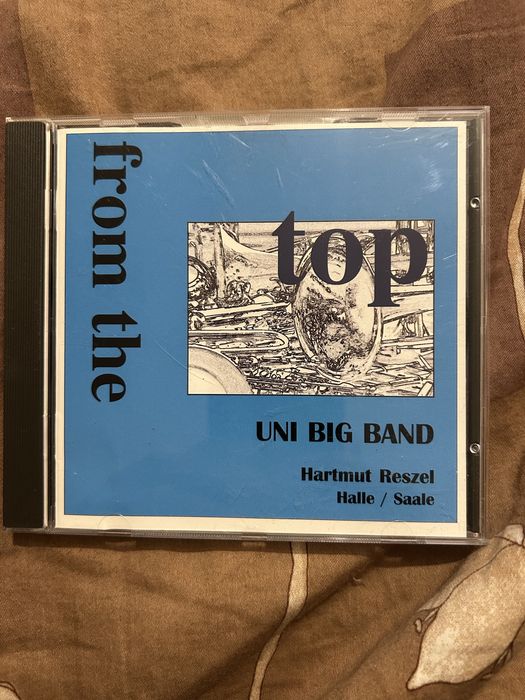 from the
top
UNI BIG BAND
Hartmut Reszel
Halle / Saale